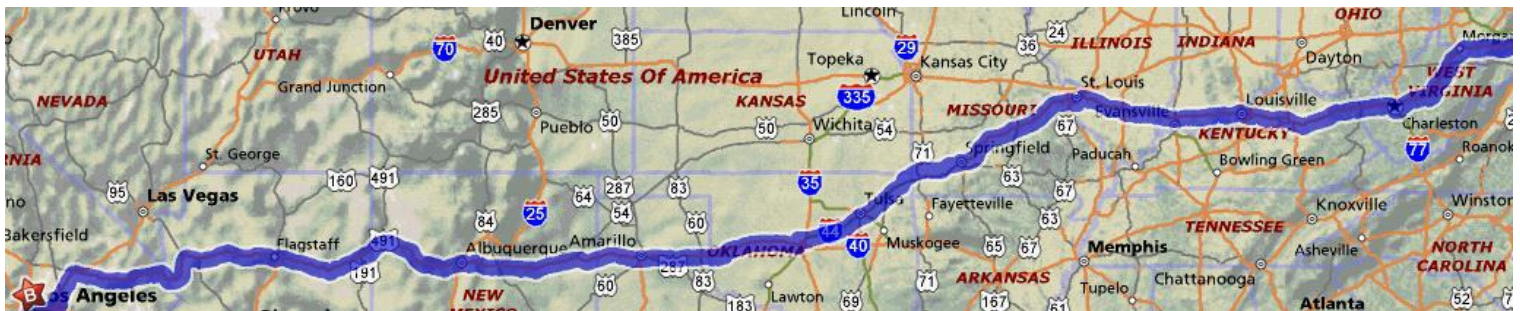 Provo
Denver
Lincoln
OHIO
40
385
29
36
24
ILLINOIS
INDIANA
UTAH
70
Topeka
Kansas City
Dayton
Grand Junction
United States Of America
St. Louis
WEST
VIRGINIA
NEVADA
KANSAS
335
MISSOURI
Evansville
Louisville
285
50
50
54
67
KENTUCKY
Charleston
Pueblo
Wichita
71
Springfield
Paducah
Bowling Green
77
St. George
160
491
64
287
83
35
63
67
95
Las Vegas
84
25
54
60
Tulsa
Fayetteville
63
Knoxville
Bakersfield
Flagstaff
491
Albuquerque
Amarillo
OKLAHOMA
44
40
Muskogee
65
67
Memphis
TENNESSEE
Asheville
NORTH
CAROLINA
191
287
ARKANSAS
Chattanooga
B
Los Angeles
NEW
60
83
Lawton
71
Tupelo
Atlanta
MEXICO
183
69
167
61
52